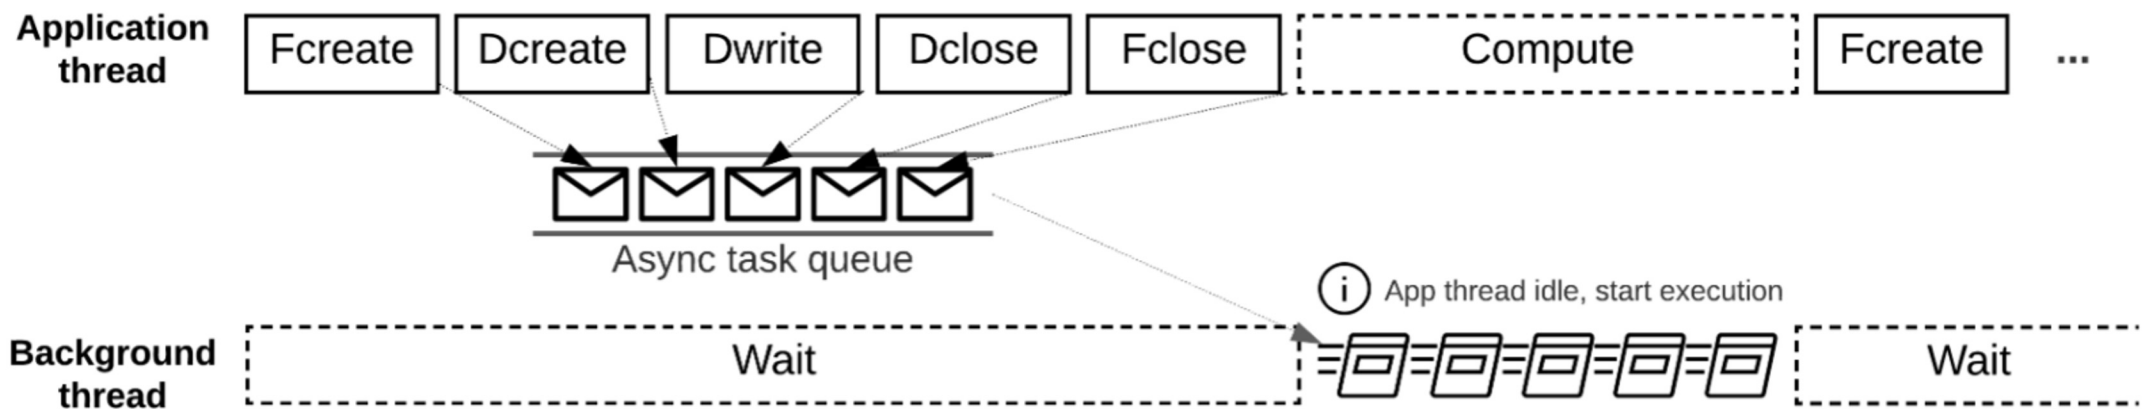 Application
thread
Fcreate
Dcreate
Dwrite
Dclose
Fclose
Compute
Fcreate
...
Async task queue
i
App thread idle, start execution
Background
thread
Wait
Wait